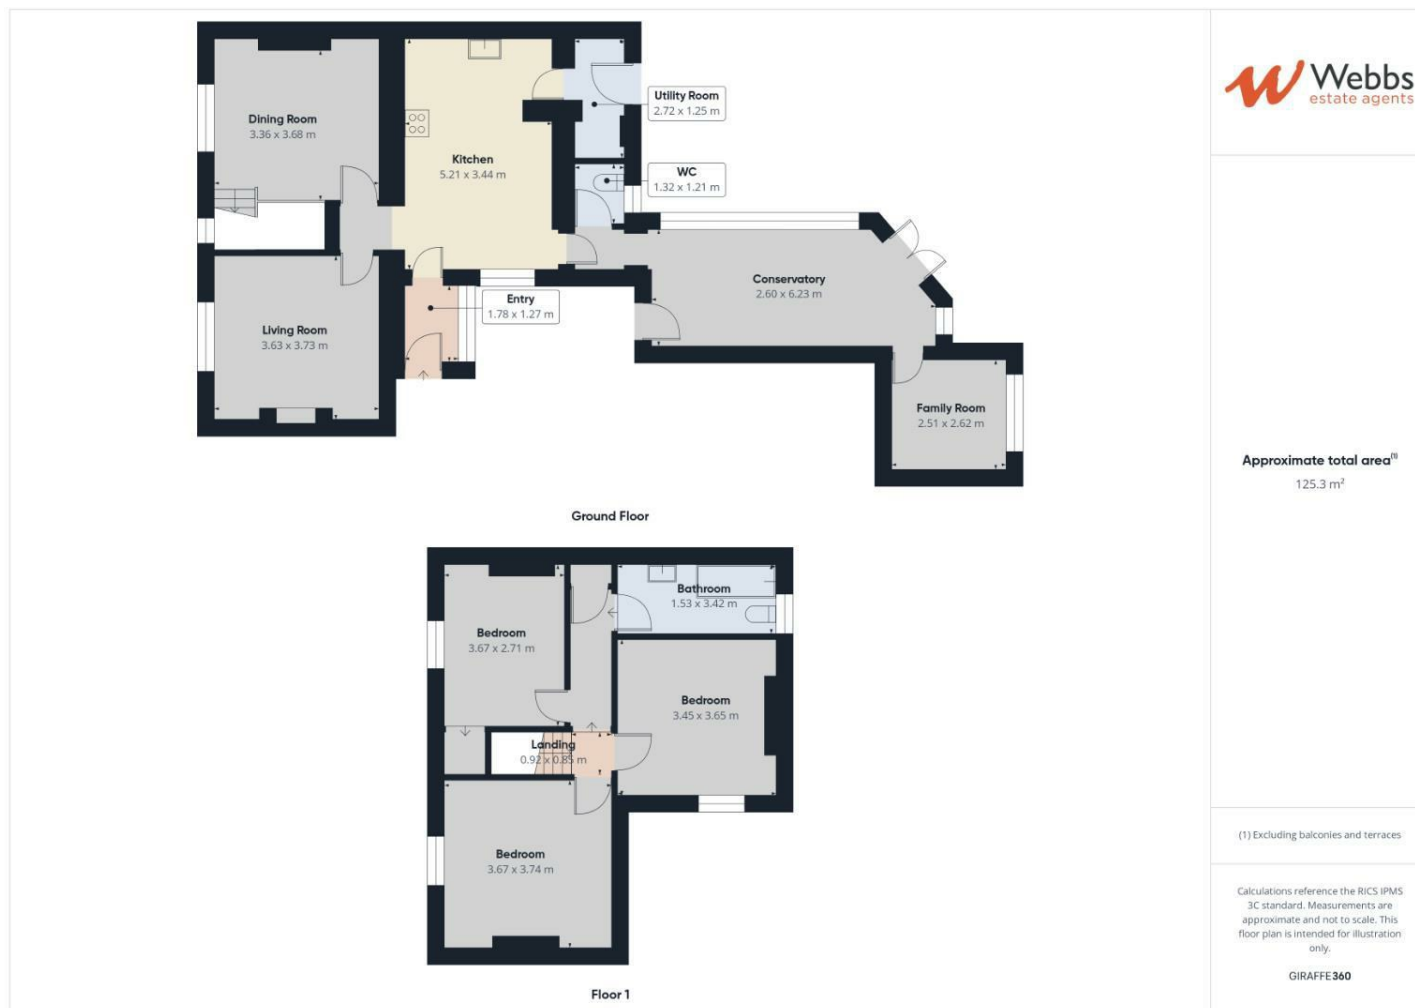 Dining Room
3.36 x 3.68 m
Kitchen
5.21 x 3.44 m
Utility Room
2.72 x 1.25 m
WC
1.32 x 1.21 m
Conservatory
2.60 x 6.23 m
Entry
1.78 x 1.27 m
Living Room
3.63 x 3.73 m
Family Room
2.51 x 2.62 m
Ground Floor
Bathroom
1.53 x 3.42 m
Bedroom
3.67 x 2.71 m
Bedroom
3.45 x 3.65 m
Landing
0.92 x 0.85 m
Bedroom
3.67 x 3.74 m
Floor 1
Webbs
estate agents
Approximate total area(1)
125.3 m²
(1) Excluding balconies and terraces
Calculations reference the RICS IPMS
3C standard. Measurements are
approximate and not to scale. This
floor plan is intended for illustration
only.
GIRAFFE360